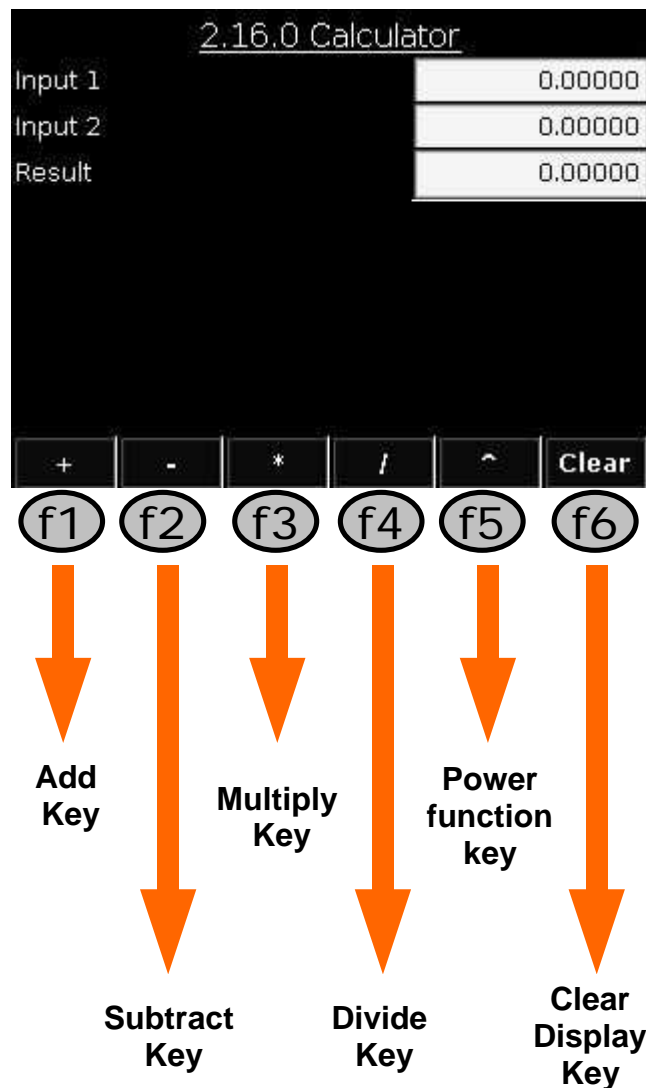 2.16.0 Calculator
Input 1 0.00000
Input 2 0.00000
Result 0.00000
+ - * / ^ Clear
f1 f2 f3 f4 f5 f6
Add
Key
Multiply
Key
Power
function
key
Subtract
Key
Divide
Key
Clear
Display
Key